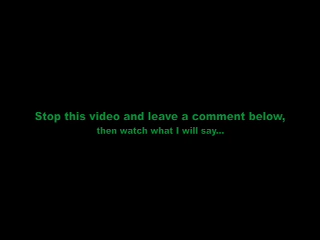 Stop this video and leave a comment below,
then watch what I will say...